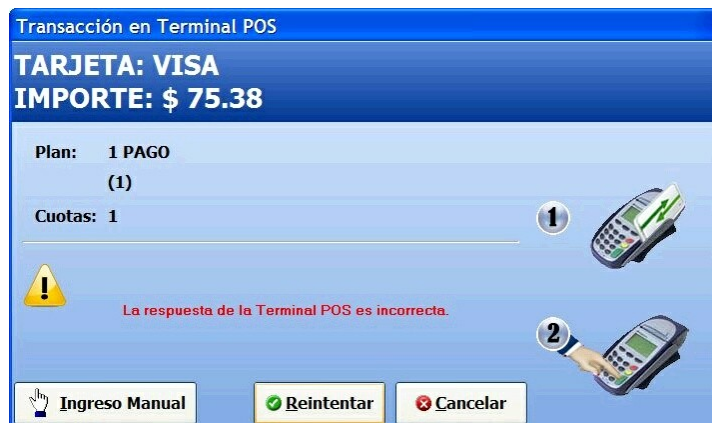 Transacción en Terminal POS
TARJETA: VISA
IMPORTE: $ 75.38
Plan: 1 PAGO
(1)
Cuotas: 1
1
La respuesta de la Terminal POS es incorrecta.
2
Ingreso Manual Reintentar Cancelar